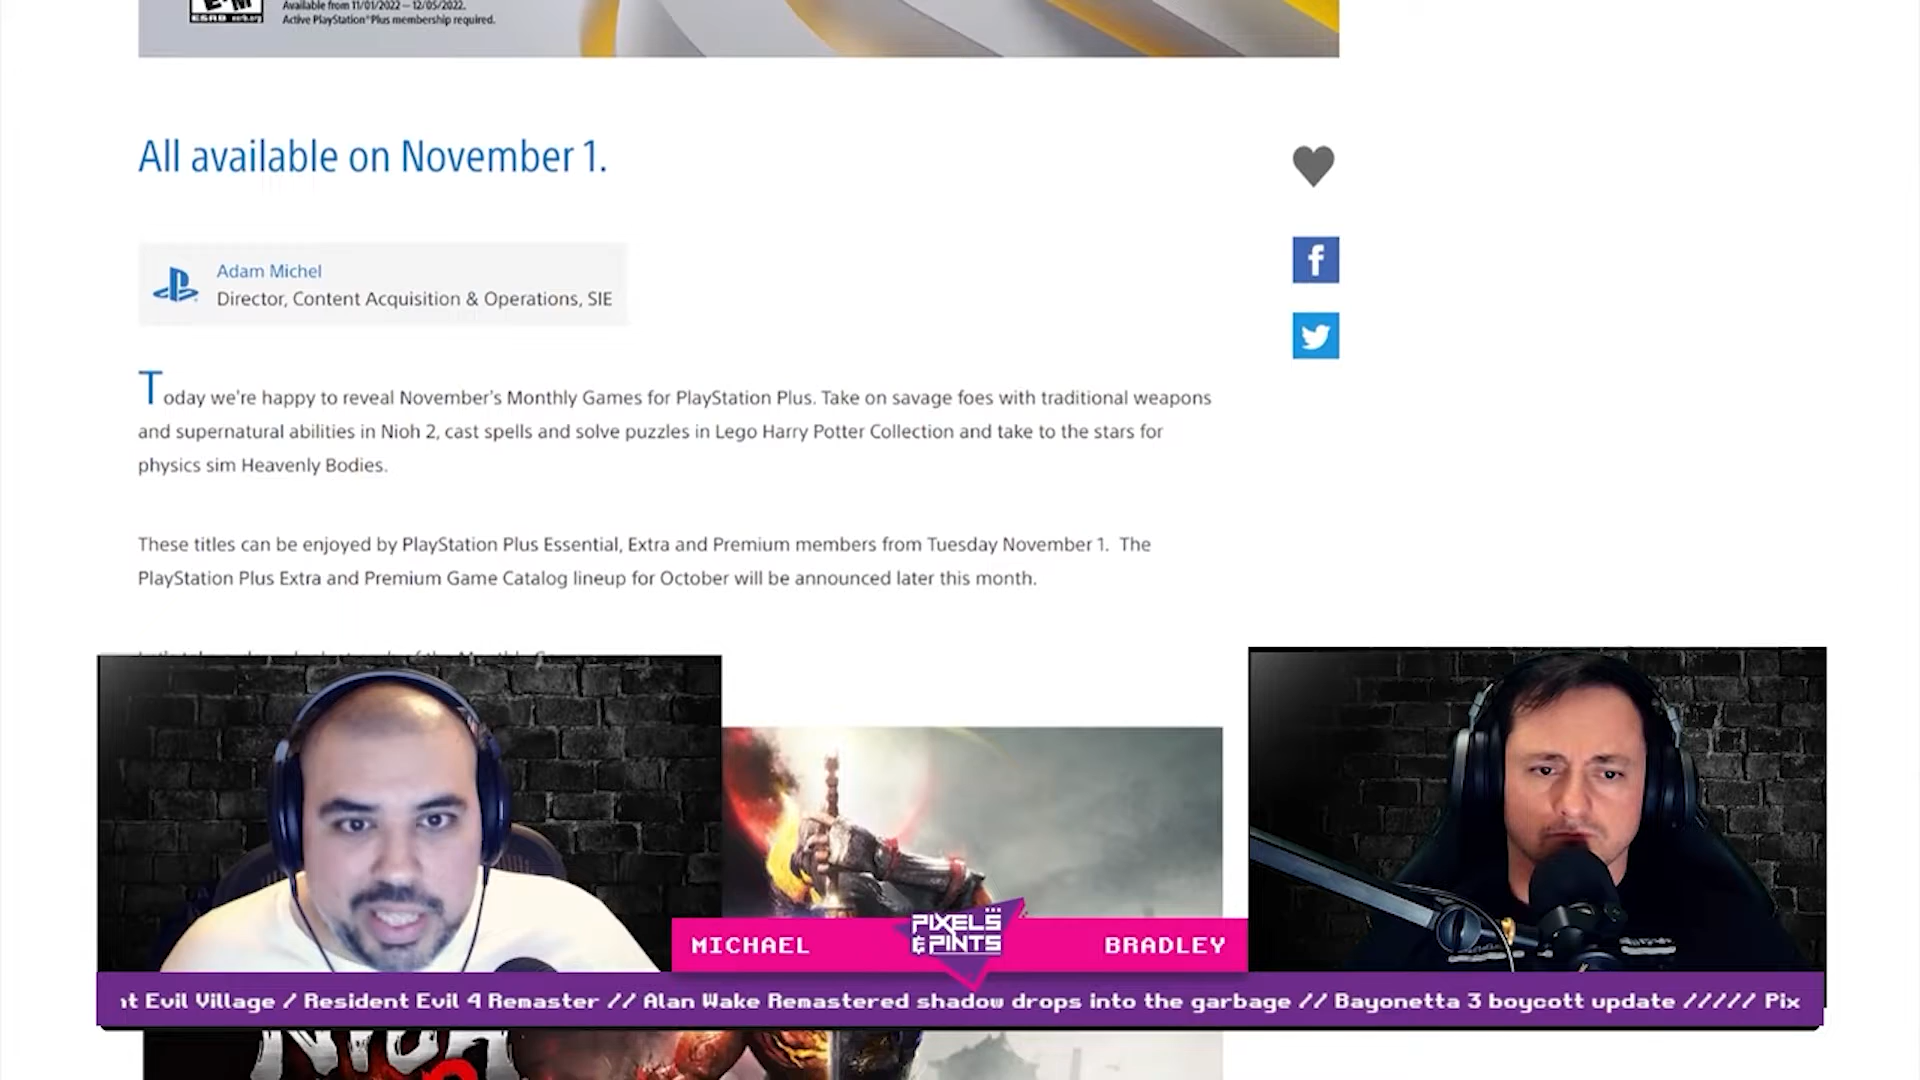 ESRB esrb.org
Available from 11/01/2022 – 12/05/2022.
Active PlayStation®Plus membership required.
All available on November 1.
Adam Michel
Director, Content Acquisition & Operations, SIE
Today we're happy to reveal November's Monthly Games for PlayStation Plus. Take on savage foes with traditional weapons
and supernatural abilities in Nioh 2, cast spells and solve puzzles in Lego Harry Potter Collection and take to the stars for
physics sim Heavenly Bodies.
These titles can be enjoyed by PlayStation Plus Essential, Extra and Premium members from Tuesday November 1. The
PlayStation Plus Extra and Premium Game Catalog lineup for October will be announced later this month.
MICHAEL
PIXELS
& PINTS
BRADLEY
nt Evil Village / Resident Evil 4 Remaster // Alan Wake Remastered shadow drops into the garbage // Bayonetta 3 boycott update ///// Pix